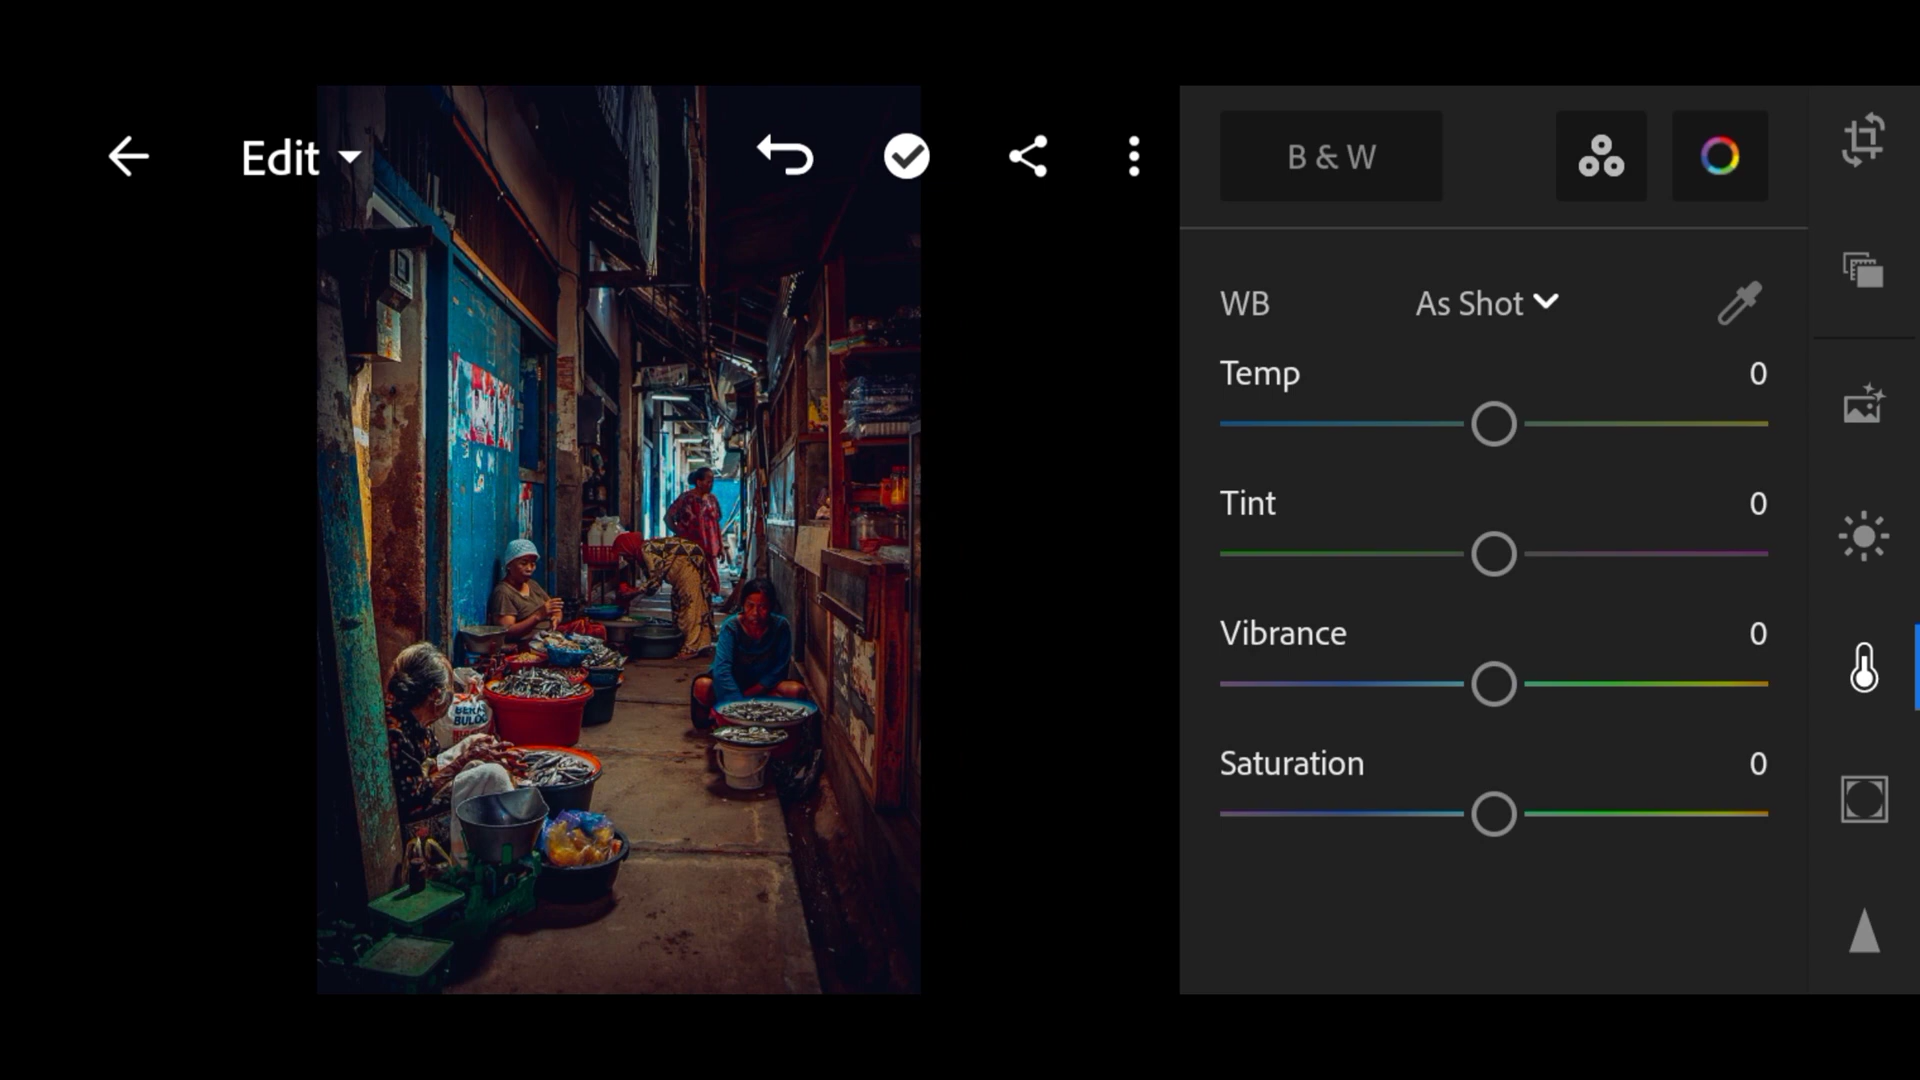 Edit
B & W
WB As Shot
Temp 0
Tint 0
Vibrance 0
Saturation 0